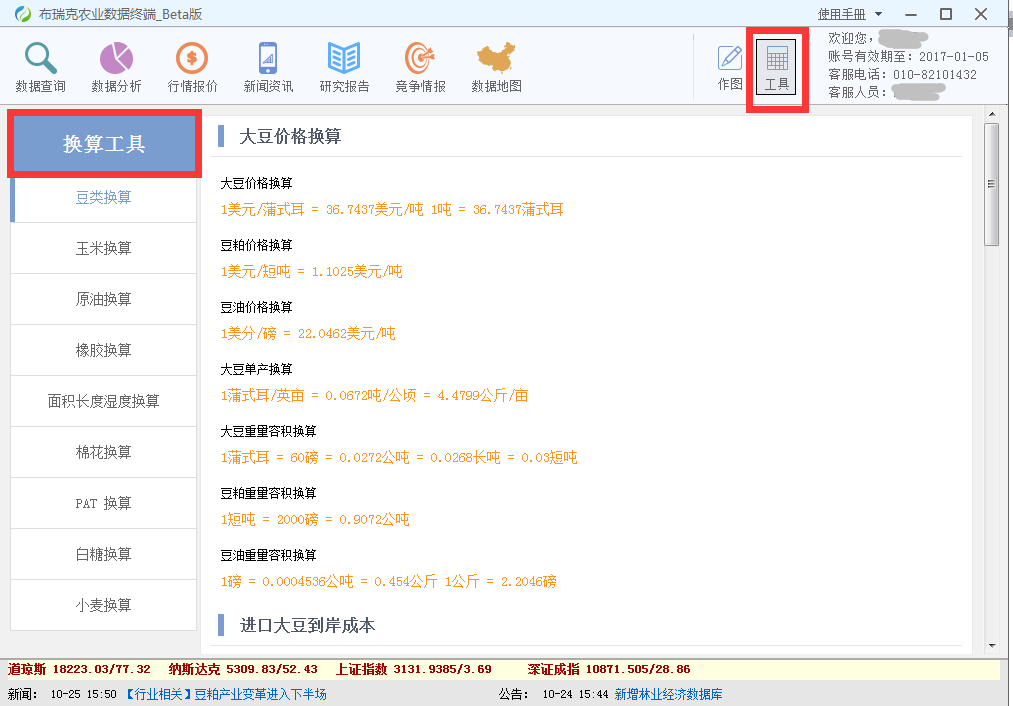 布瑞克农业数据终端_Beta版
使用手册
数据查询 数据分析 行情报价 新闻资讯 研究报告 竞争情报 数据地图
作图 工具
欢迎您，
账号有效期至：2017-01-05
客服电话：010-82101432
客服人员：
换算工具
豆类换算
玉米换算
原油换算
橡胶换算
面积长度湿度换算
棉花换算
PAT 换算
白糖换算
小麦换算
大豆价格换算
大豆价格换算
1美元/蒲式耳 = 36.7437美元/吨 1吨 = 36.7437蒲式耳
豆粕价格换算
1美元/短吨 = 1.1025美元/吨
豆油价格换算
1美分/磅 = 22.0462美元/吨
大豆单产换算
1蒲式耳/英亩 = 0.0672吨/公顷 = 4.4799公斤/亩
大豆重量容积换算
1蒲式耳 = 60磅 = 0.0272公吨 = 0.0268长吨 = 0.03短吨
豆粕重量容积换算
1短吨 = 2000磅 = 0.9072公吨
豆油重量容积换算
1磅 = 0.0004536公吨 = 0.454公斤 1公斤 = 2.2046磅
进口大豆到岸成本
道琼斯 18223.03/77.32 纳斯达克 5309.83/52.43 上证指数 3131.9385/3.69 深证成指 10871.505/28.86
新闻： 10-25 15:50 【行业相关】豆粕产业变革进入下半场 公告： 10-24 15:44 新增林业经济数据库